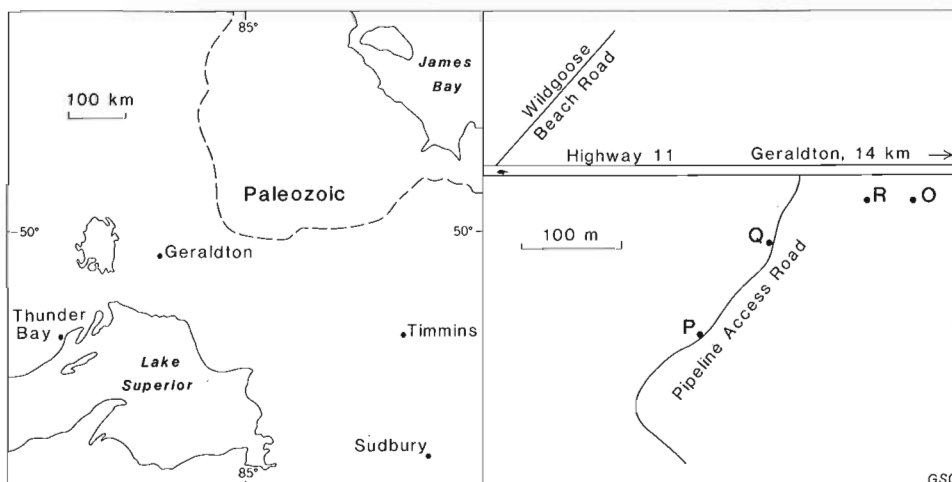 85°
James
Bay
100 km
Paleozoic
50°
50°
Geraldton
Thunder
Bay
Timmins
Lake
Superior
Sudbury
85°
Wildgoose
Beach Road
Highway 11
Geraldton, 14 km
R
O
100 m
Q
P
Pipeline Access Road